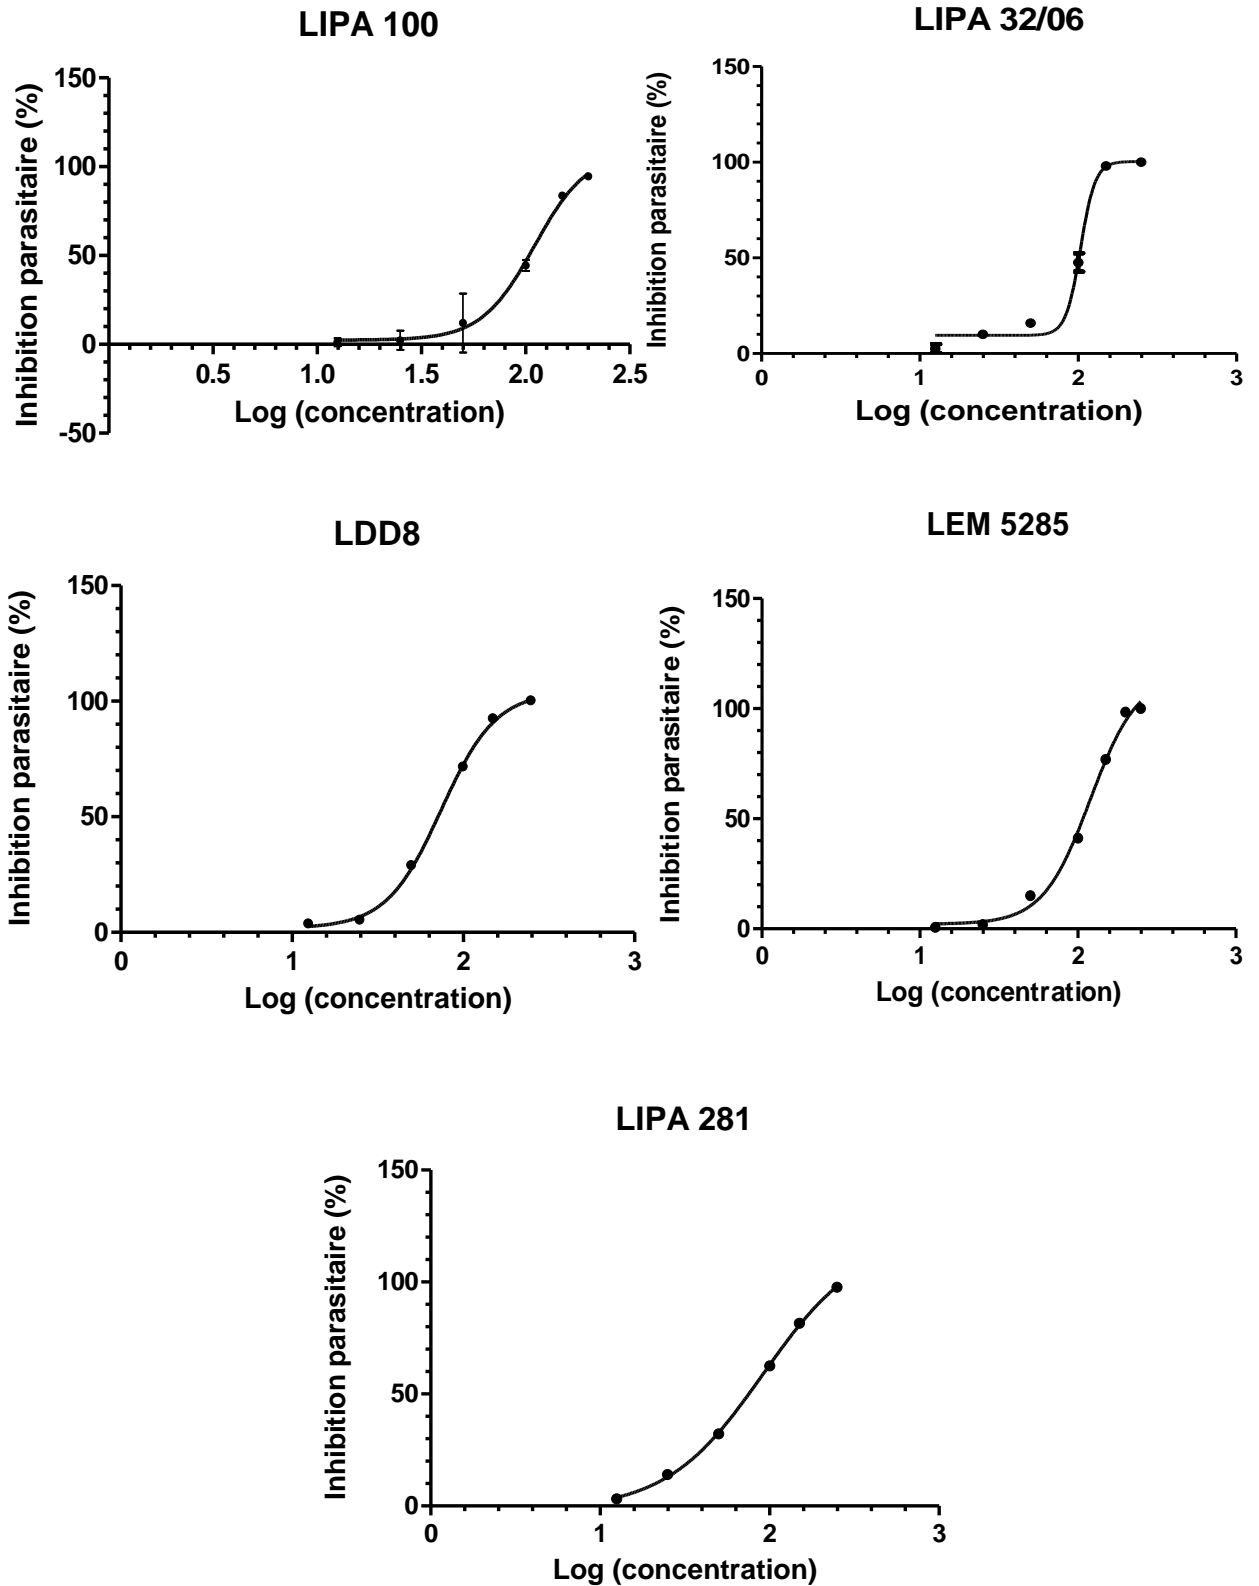 LIPA 100
Inhibition parasitaire (%)
150
100
50
0
-50
0.5 1.0 1.5 2.0 2.5
Log (concentration)
LIPA 32/06
Inhibition parasitaire (%)
150
100
50
0
0 1 2 3
Log (concentration)
LDD8
Inhibition parasitaire (%)
150
100
50
0
0 1 2 3
Log (concentration)
LEM 5285
Inhibition parasitaire (%)
150
100
50
0
0 1 2 3
Log (concentration)
LIPA 281
Inhibition parasitaire (%)
150
100
50
0
0 1 2 3
Log (concentration)